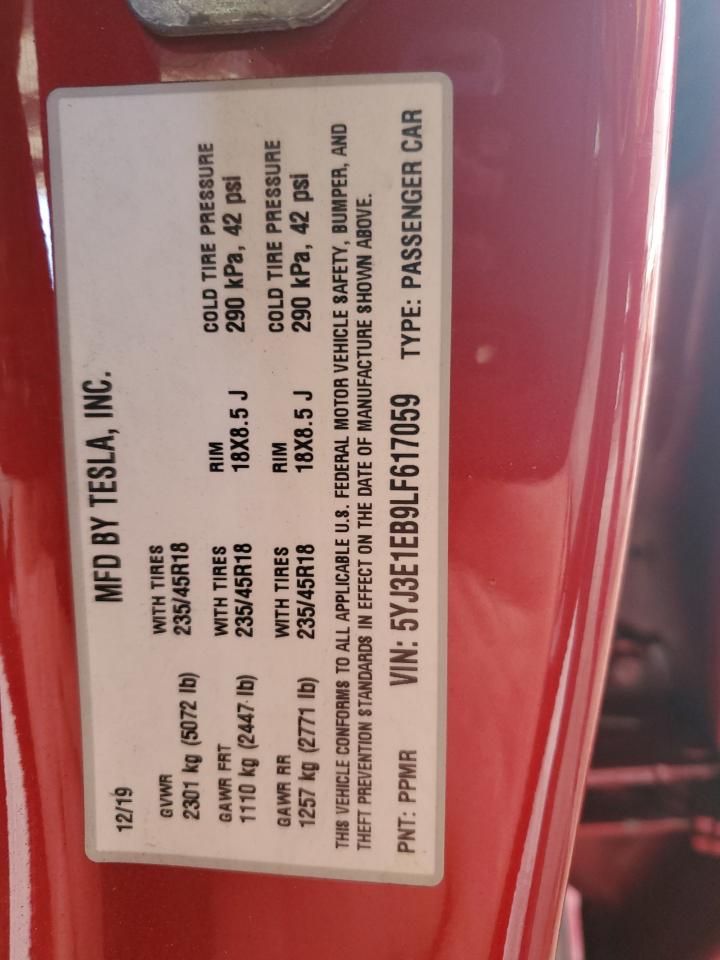 12/19 MFD BY TESLA, INC.
GVWR WITH TIRES
2301 kg (5072 lb) 235/45R18
GAWR FRT WITH TIRES RIM COLD TIRE PRESSURE
1110 kg (2447 lb) 235/45R18 18X8.5 J 290 kPa, 42 psi
GAWR RR WITH TIRES RIM COLD TIRE PRESSURE
1257 kg (2771 lb) 235/45R18 18X8.5 J 290 kPa, 42 psi
THIS VEHICLE CONFORMS TO ALL APPLICABLE U.S. FEDERAL MOTOR VEHICLE SAFETY, BUMPER, AND
THEFT PREVENTION STANDARDS IN EFFECT ON THE DATE OF MANUFACTURE SHOWN ABOVE.
PNT: PPMR VIN: 5YJ3E1EB9LF617059 TYPE: PASSENGER CAR